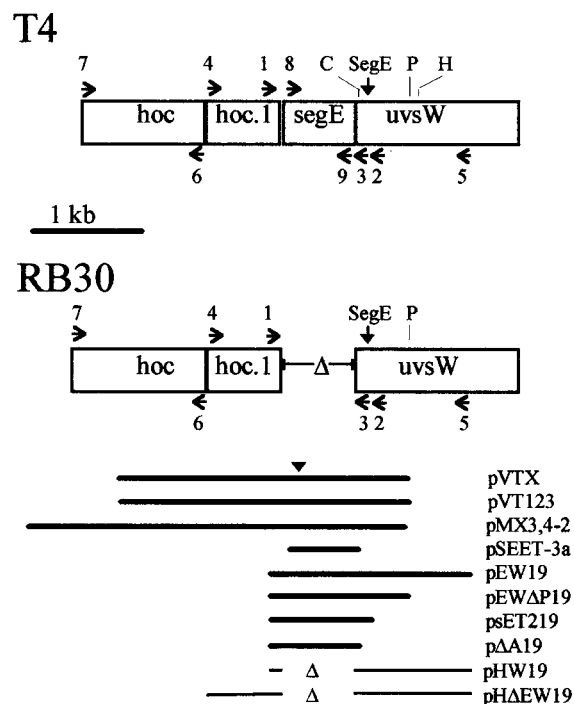 T4
C SegE P H
7 4 1 8
hoc hoc.1 segE uvsW
6 9 3 2 5
1 kb
RB30
7 4 1 SegE P
hoc hoc.1 Δ uvsW
6 3 2 5
pVTX
pVT123
pMX3,4-2
pSEET-3a
pEW19
pEWΔP19
psET219
pΔA19
Δ pHW19
Δ pHΔEW19